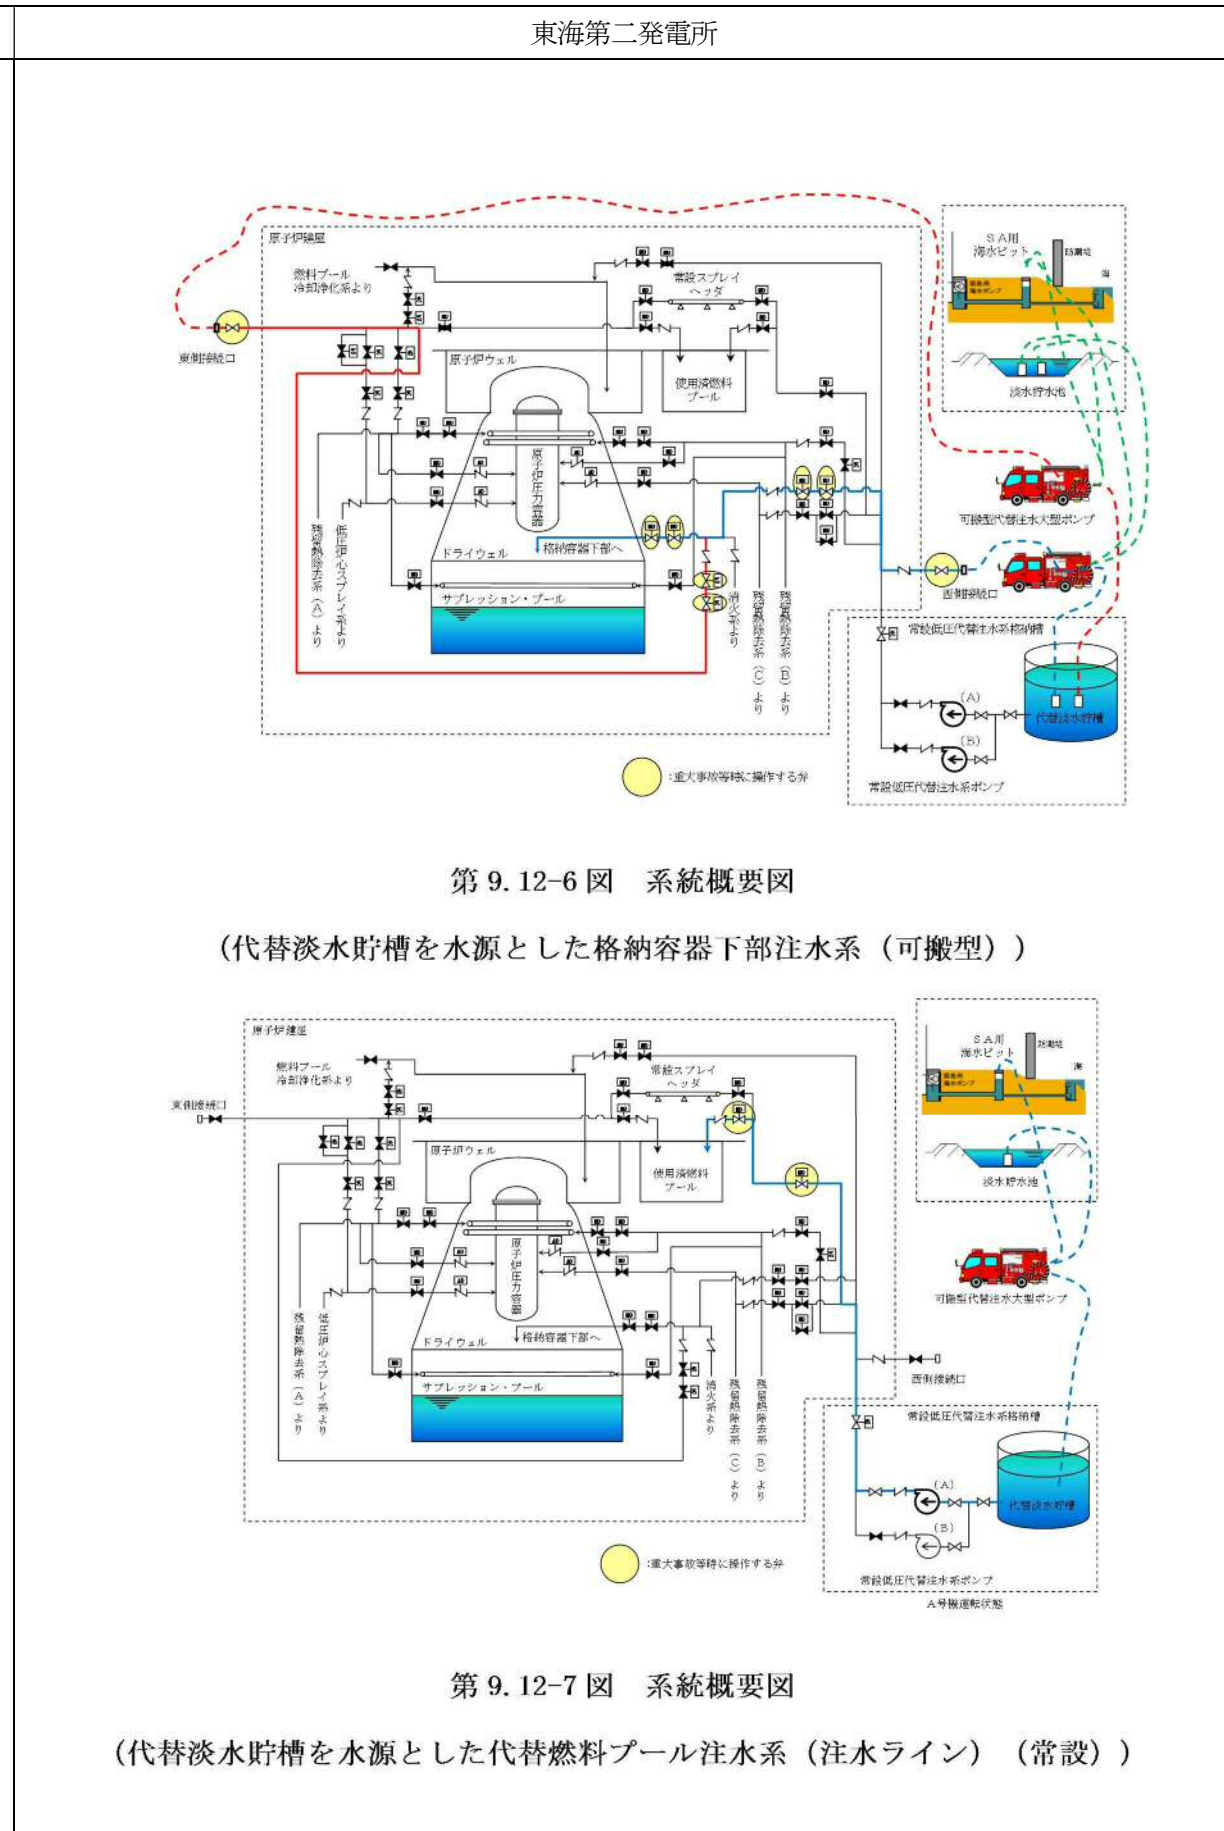 東海第二発電所
原子炉建屋
燃料プール
冷却浄化系より
常設スプレイ
ヘッダ
SA用
海水ピット
防潮堤
海
東側接続口
原子炉ウェル
使用済燃料
プール
淡水貯水池
原子炉圧力容器
可搬型代替注水大型ポンプ
ドライウェル
格納容器下部へ
西側接続口
サプレッション・プール
残留熱除去系(A)より
低圧炉心スプレイ系より
消火系より
残留熱除去系(C)より
残留熱除去系(B)より
常設低圧代替注水系格納槽
(A)
代替淡水貯槽
(B)
:重大事故等時に操作する弁
常設低圧代替注水系ポンプ
第 9.12-6 図 系統概要図
(代替淡水貯槽を水源とした格納容器下部注水系(可搬型))
原子炉建屋
燃料プール
冷却浄化系より
常設スプレイ
ヘッダ
SA用
海水ピット
防潮堤
海
東側接続口
原子炉ウェル
使用済燃料
プール
淡水貯水池
原子炉圧力容器
可搬型代替注水大型ポンプ
ドライウェル
格納容器下部へ
西側接続口
サプレッション・プール
残留熱除去系(A)より
低圧炉心スプレイ系より
消火系より
残留熱除去系(C)より
残留熱除去系(B)より
常設低圧代替注水系格納槽
(A)
代替淡水貯槽
(B)
:重大事故等時に操作する弁
常設低圧代替注水系ポンプ
A号機運転状態
第 9.12-7 図 系統概要図
(代替淡水貯槽を水源とした代替燃料プール注水系(注水ライン)(常設))